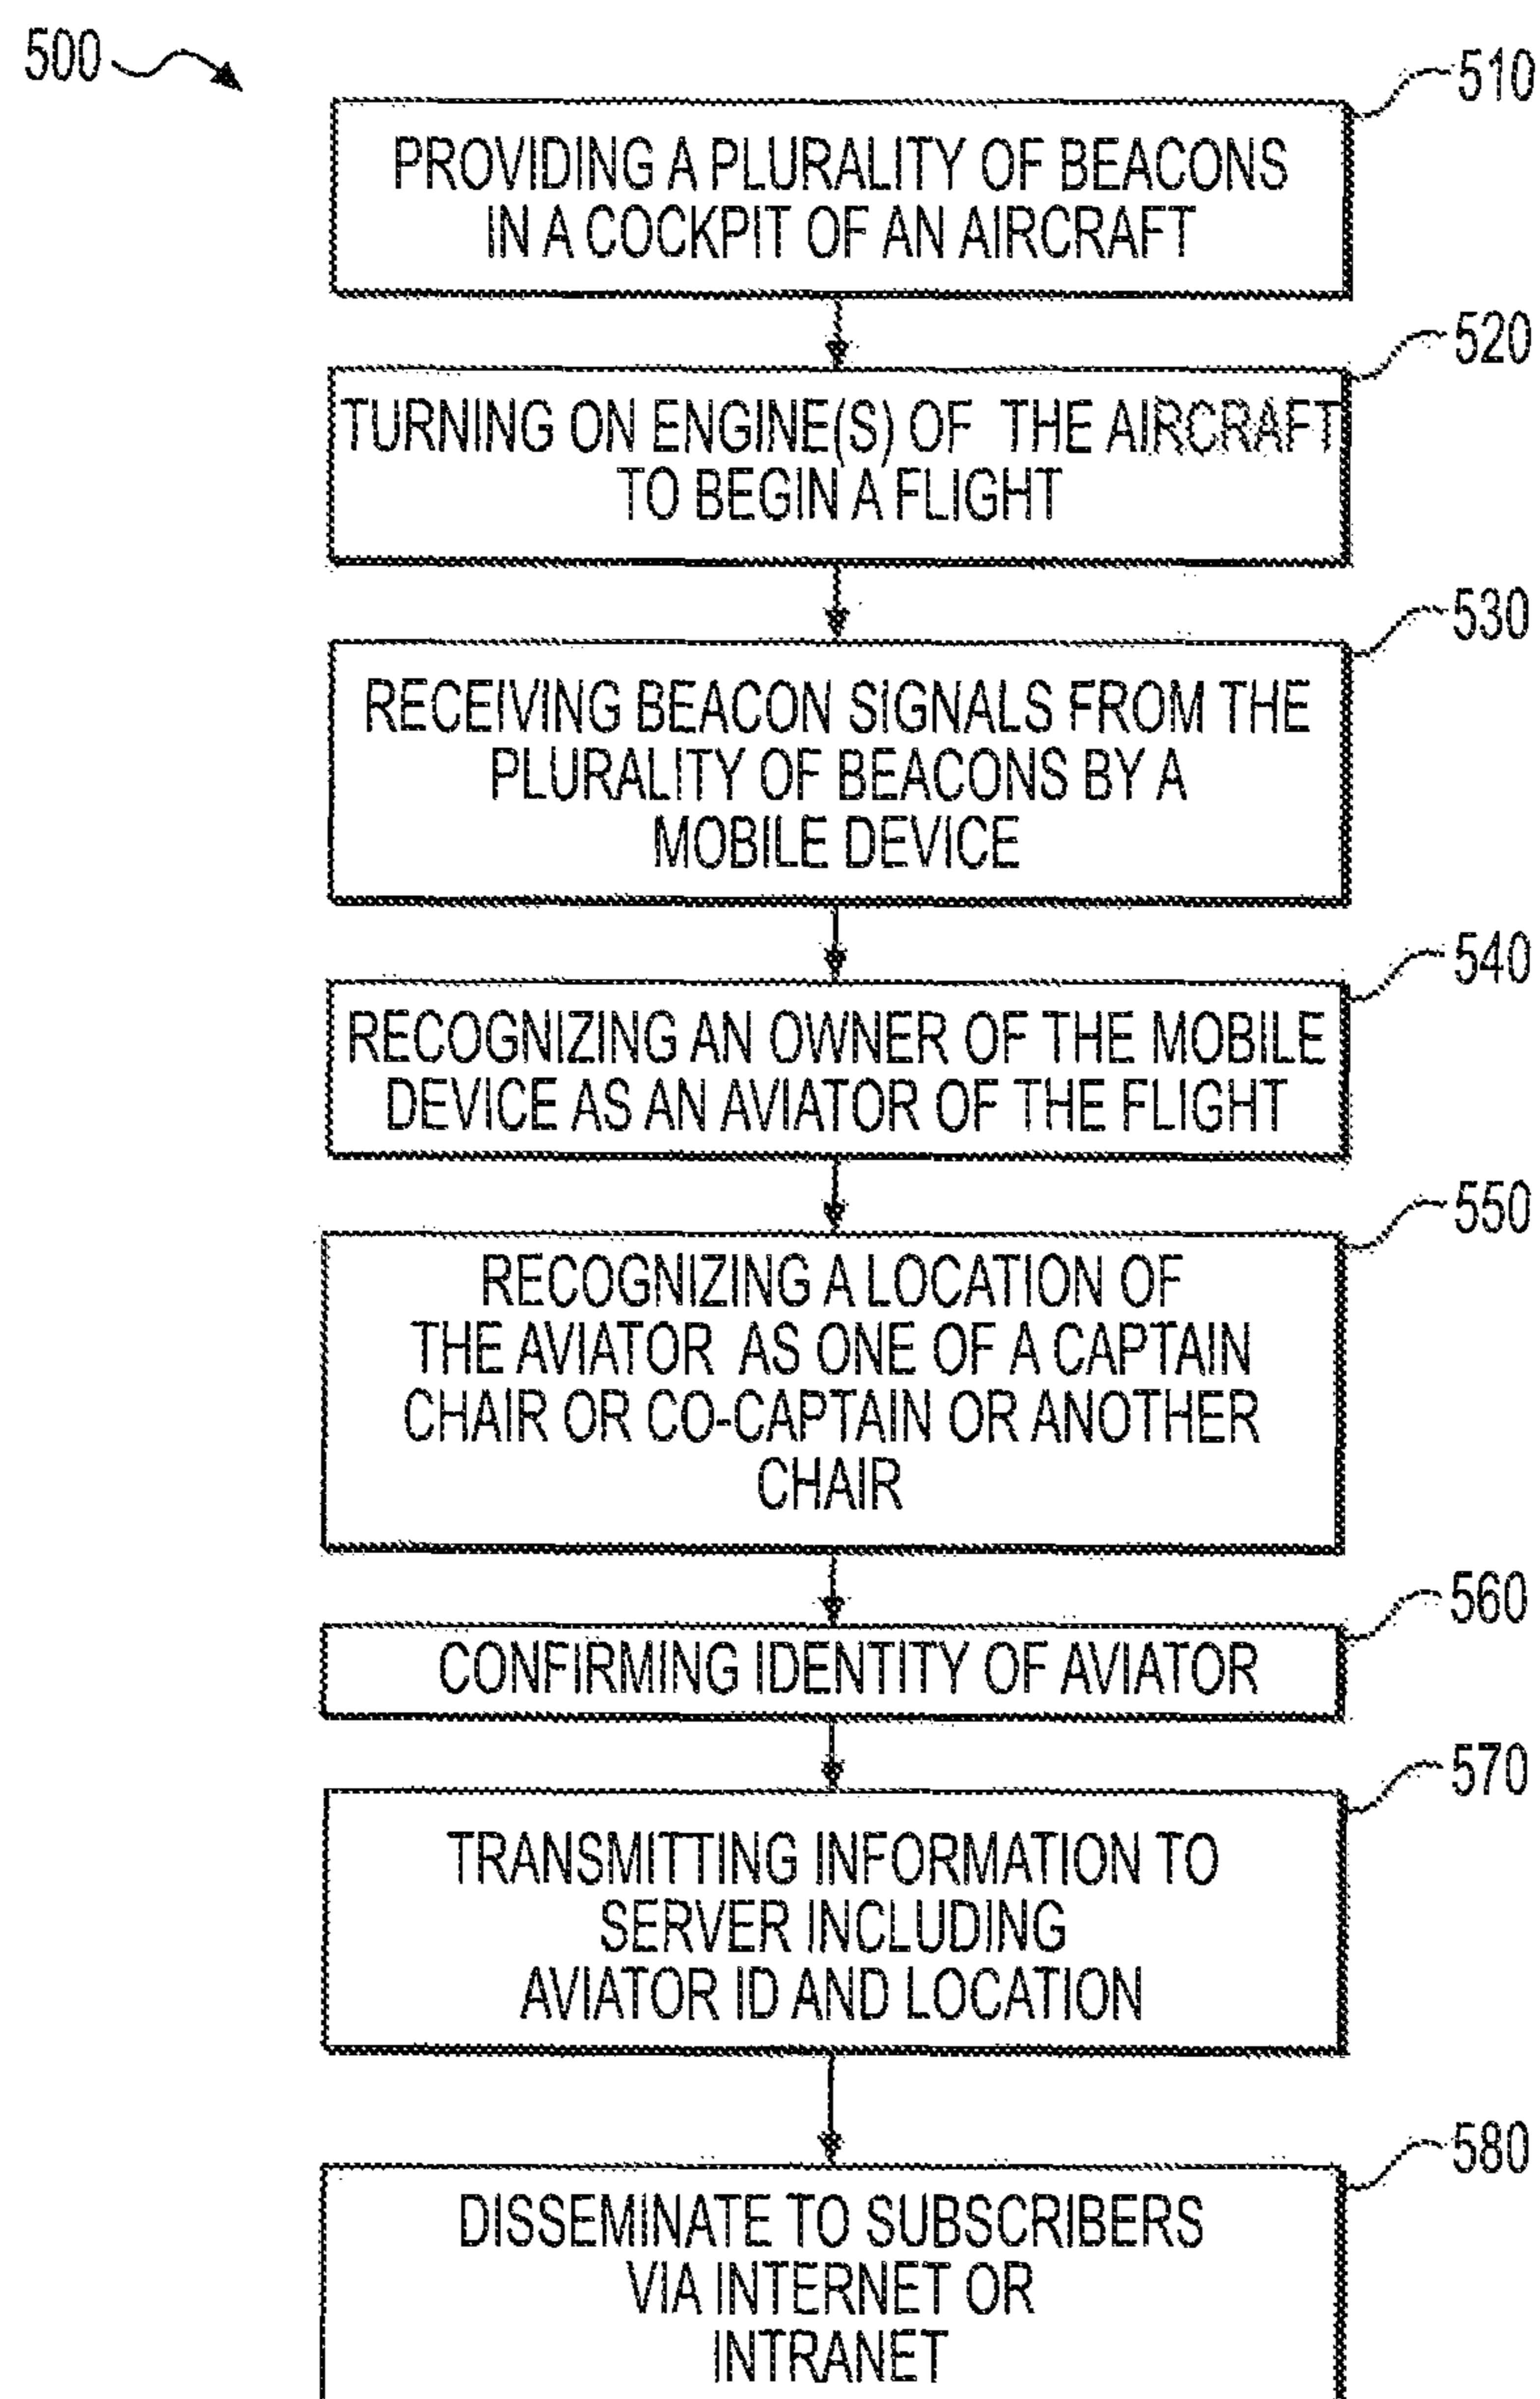 500
510
PROVIDING A PLURALITY OF BEACONS
IN A COCKPIT OF AN AIRCRAFT
520
TURNING ON ENGINE(S) OF THE AIRCRAFT
TO BEGIN A FLIGHT
530
RECEIVING BEACON SIGNALS FROM THE
PLURALITY OF BEACONS BY A
MOBILE DEVICE
540
RECOGNIZING AN OWNER OF THE MOBILE
DEVICE AS AN AVIATOR OF THE FLIGHT
550
RECOGNIZING A LOCATION OF
THE AVIATOR AS ONE OF A CAPTAIN
CHAIR OR CO-CAPTAIN OR ANOTHER
CHAIR
560
CONFIRMING IDENTITY OF AVIATOR
570
TRANSMITTING INFORMATION TO
SERVER INCLUDING
AVIATOR ID AND LOCATION
580
DISSEMINATE TO SUBSCRIBERS
VIA INTERNET OR
INTRANET